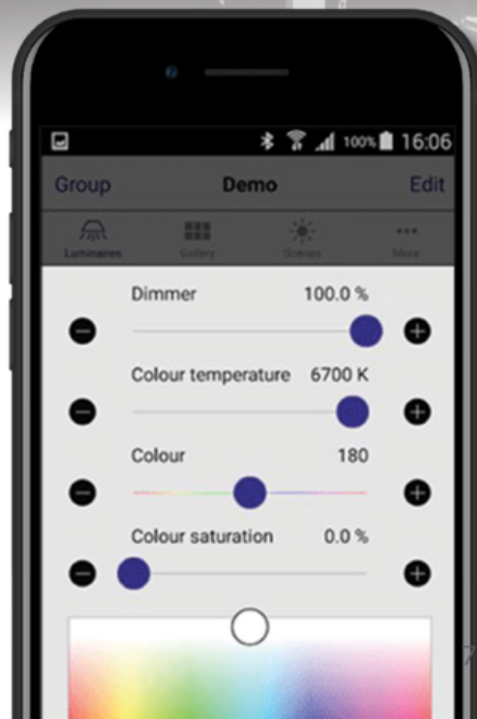 100% 16:06
Group Demo Edit
Luminaires Gallery Scenes More
Dimmer 100.0 %
Colour temperature 6700 K
Colour 180
Colour saturation 0.0 %
7